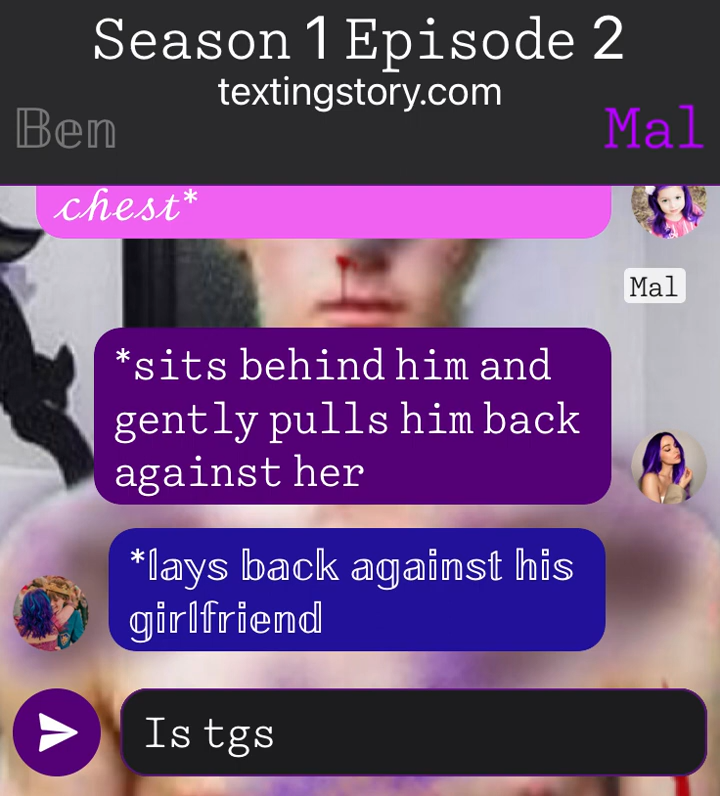 Season 1 Episode 2
textingstory.com
Ben
Mal
chest*
Mal
*sits behind him and
gently pulls him back
against her
*lays back against his
girlfriend
Is tgs